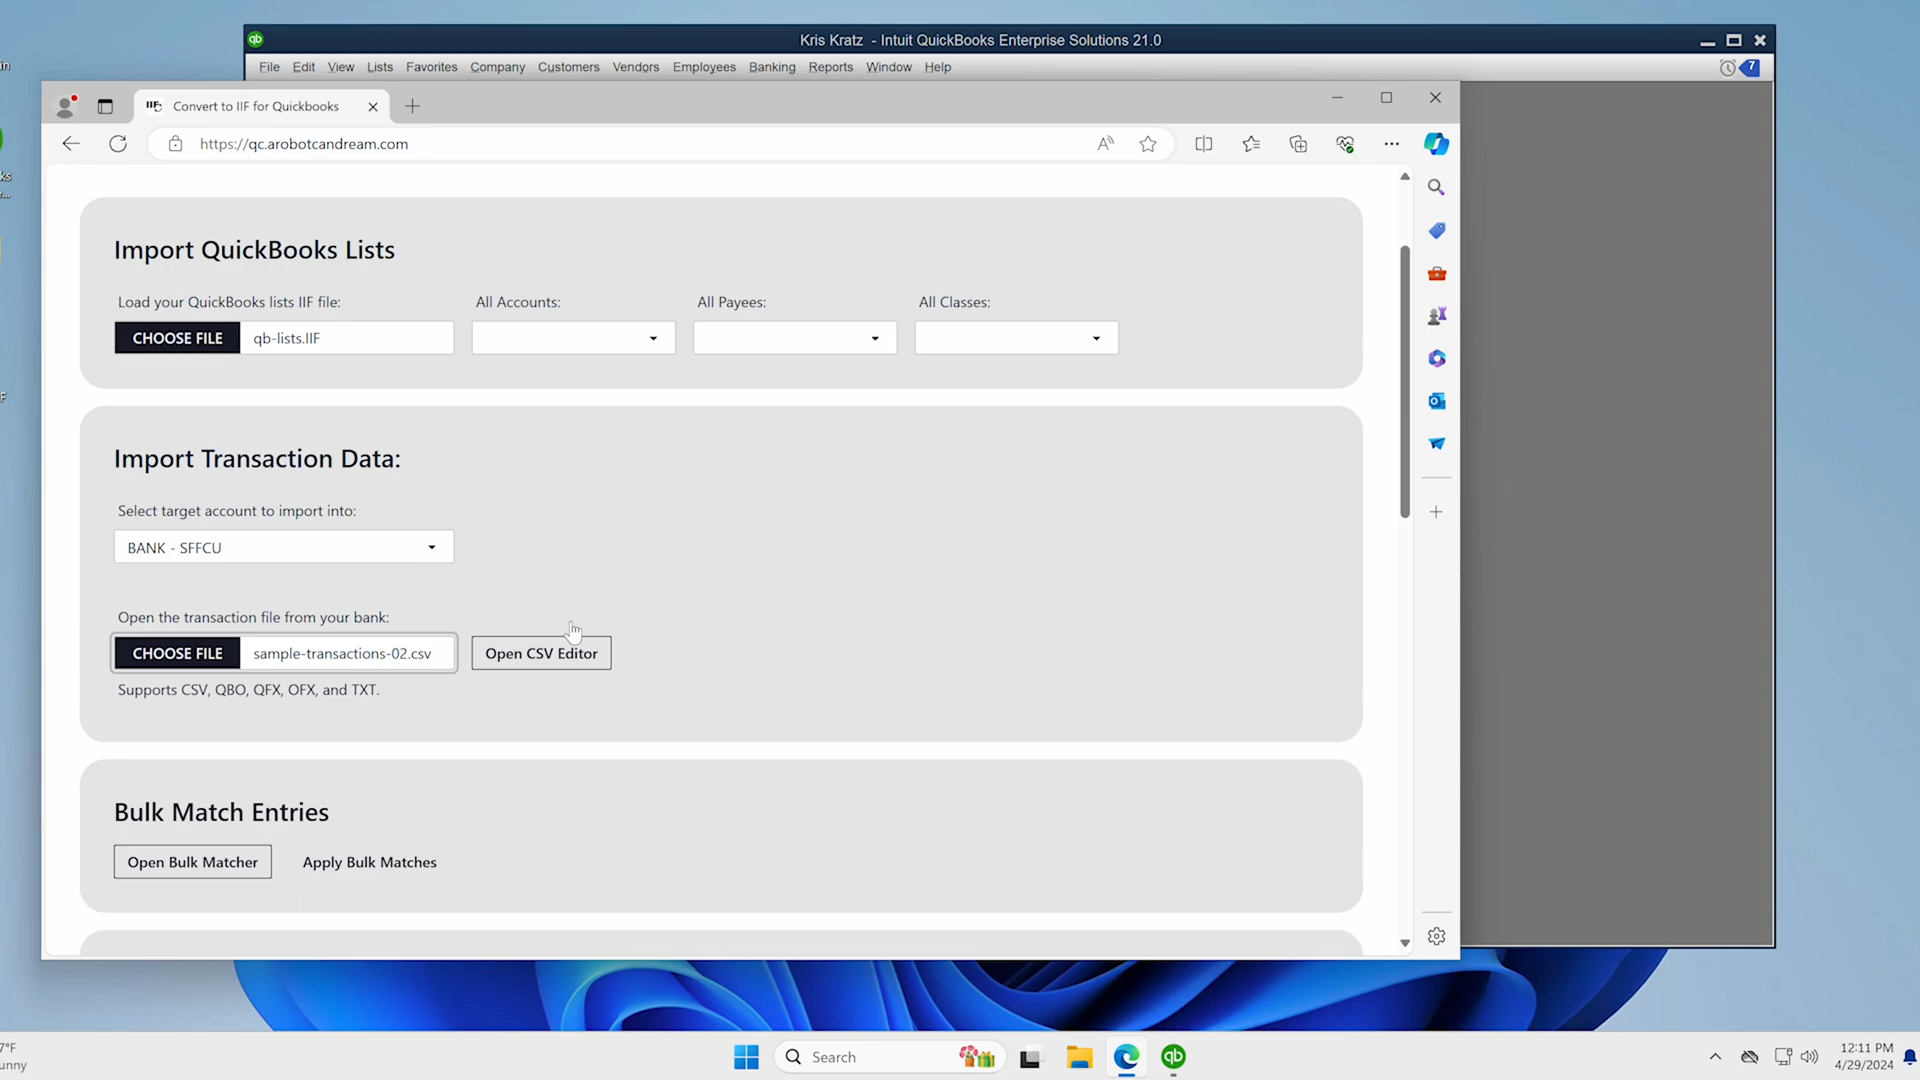 Kris Kratz - Intuit QuickBooks Enterprise Solutions 21.0
File Edit View Lists Favorites Company Customers Vendors Employees Banking Reports Window Help
7
Convert to IIF for Quickbooks
https://qc.arobotcandream.com
Import QuickBooks Lists
Load your QuickBooks lists IIF file: All Accounts: All Payees: All Classes:
CHOOSE FILE qb-lists.IIF
Import Transaction Data:
Select target account to import into:
BANK - SFFCU
Open the transaction file from your bank:
CHOOSE FILE sample-transactions-02.csv Open CSV Editor
Supports CSV, QBO, QFX, OFX, and TXT.
Bulk Match Entries
Open Bulk Matcher Apply Bulk Matches
7°F
unny
Search
12:11 PM
4/29/2024